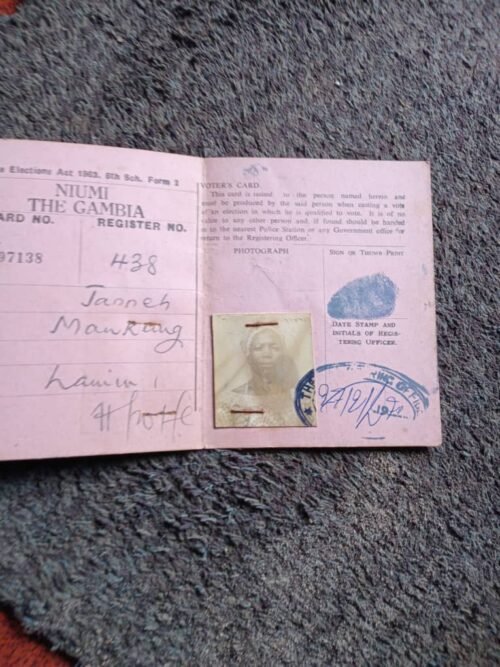 e Elections Act 1963. 6th Sch. Form 2
NIUMI
THE GAMBIA
ARD NO. REGISTER NO.
97138 438
Janneh
Lamin
VOTER'S CARD.
This card is issued to the person named herein and
must be produced by the said person when casting a vote
at an election in which he is qualified to vote. It is of no
value to any other person and, if found should be handed
in to the nearest Police Station or any Government office for
return to the Registering Officer.
PHOTOGRAPH
SIGN OR THUMB PRINT
DATE STAMP AND
INITIALS OF REGIS-
TERING OFFICER.